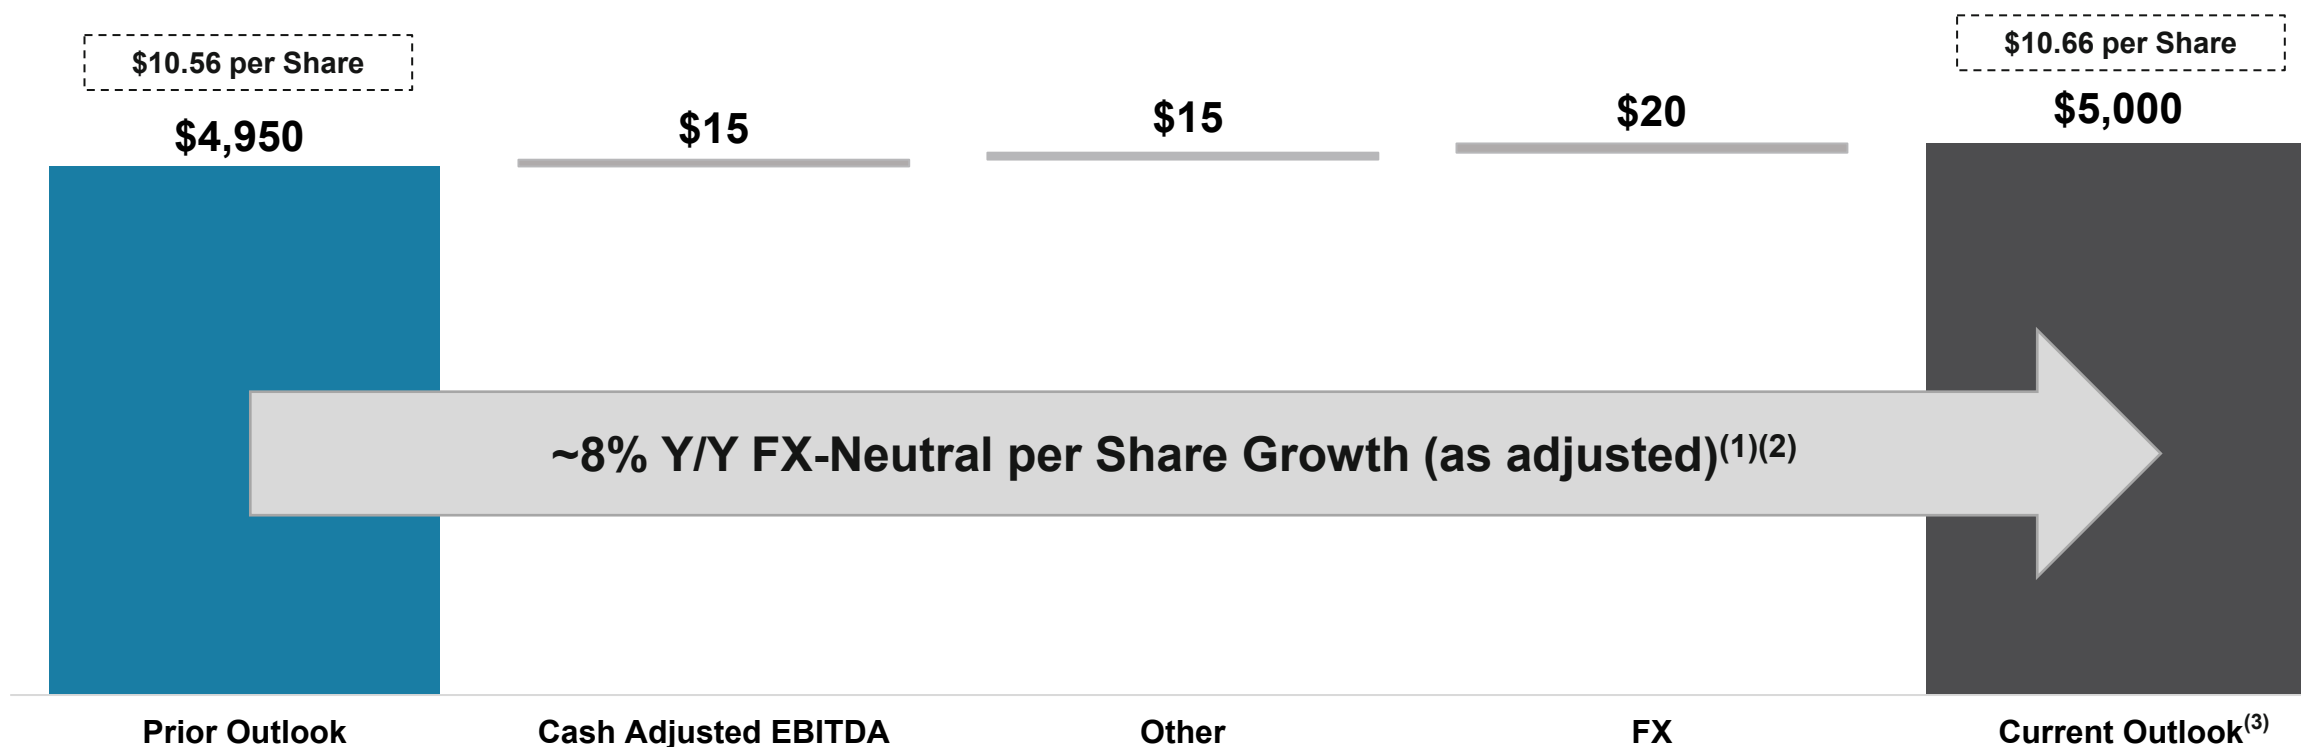 $10.56 per Share
$10.66 per Share
$4,950
$15
$15
$20
$5,000
~8% Y/Y FX-Neutral per Share Growth (as adjusted)(1)(2)
Prior Outlook
Cash Adjusted EBITDA
Other
FX
Current Outlook(3)